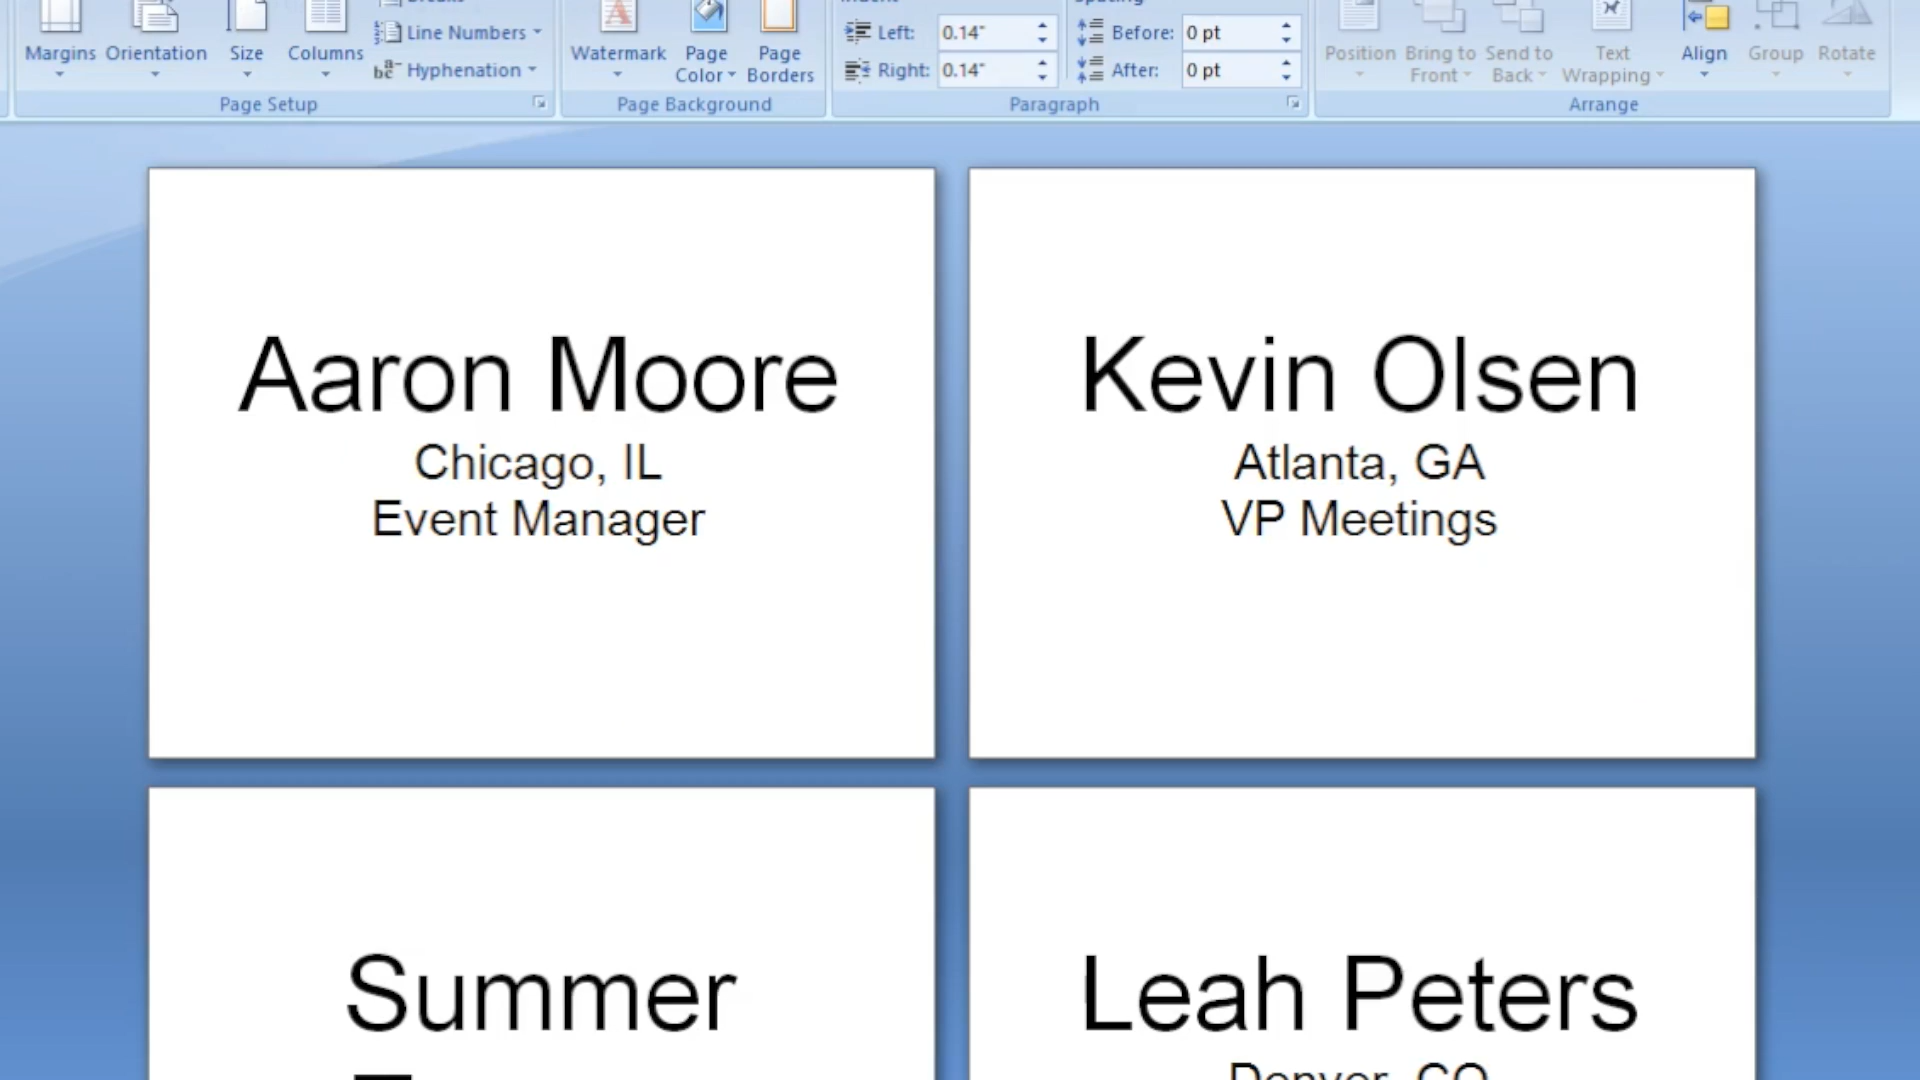 Margins Orientation Size Columns
Line Numbers
Hyphenation
Page Setup
Watermark Page Color Page Borders
Page Background
Left: 0.14"
Right: 0.14"
Before: 0 pt
After: 0 pt
Paragraph
Position Bring to Front Send to Back Text Wrapping Align Group Rotate
Arrange
Aaron Moore
Chicago, IL
Event Manager
Kevin Olsen
Atlanta, GA
VP Meetings
Summer
Leah Peters
Denver, CO